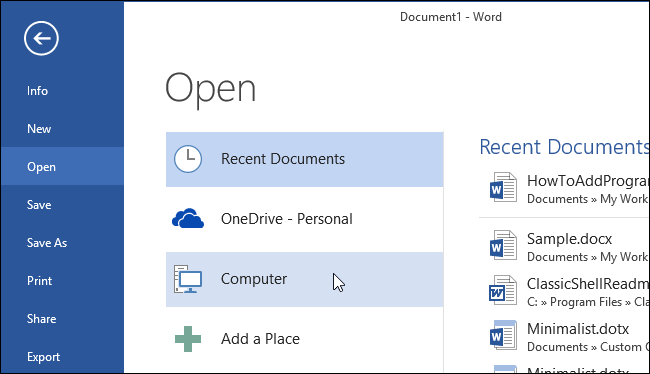 Document1 - Word
Info
New
Open
Save
Save As
Print
Share
Export
Open
Recent Documents
OneDrive - Personal
Computer
Add a Place
Recent Documents
HowToAddProgram
Documents » My Work
Sample.docx
Documents » My Work
ClassicShellReadm
C: » Program Files » Cla
Minimalist.dotx
Documents » Custom C
Minimalist.dotx